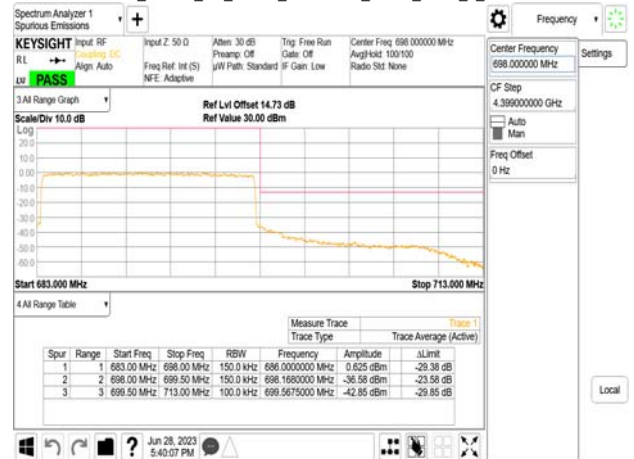 Spectrum Analyzer 1
Spurious Emissions
Frequency
KEYSIGHT Input: RF Input Z: 50 Ω Atten: 30 dB Trig: Free Run Center Freq: 698.000000 MHz
RL Coupling: DC Preamp: Off Gate: Off Avg|Hold: 100/100
Align: Auto Freq Ref: Int (S) µW Path: Standard IF Gain: Low Radio Std: None
LU PASS NFE: Adaptive
Center Frequency
698.000000 MHz
Settings
CF Step
4.399000000 GHz
Auto
Man
Freq Offset
0 Hz
3 All Range Graph
Ref Lvl Offset 14.73 dB
Scale/Div 10.0 dB Ref Value 30.00 dBm
Log
20.0
10.0
0.00
-10.0
-20.0
-30.0
-40.0
-50.0
-60.0
Start 683.000 MHz Stop 713.000 MHz
4 All Range Table
Measure Trace Trace 1
Trace Type Trace Average (Active)
Spur Range Start Freq Stop Freq RBW Frequency Amplitude ΔLimit
1 1 683.00 MHz 698.00 MHz 150.0 kHz 686.0000000 MHz 0.625 dBm -29.38 dB
2 2 698.00 MHz 699.50 MHz 150.0 kHz 698.1680000 MHz -36.58 dBm -23.58 dB
3 3 699.50 MHz 713.00 MHz 100.0 kHz 699.5675000 MHz -42.85 dBm -29.85 dB
Local
? Jun 28, 2023
5:40:07 PM